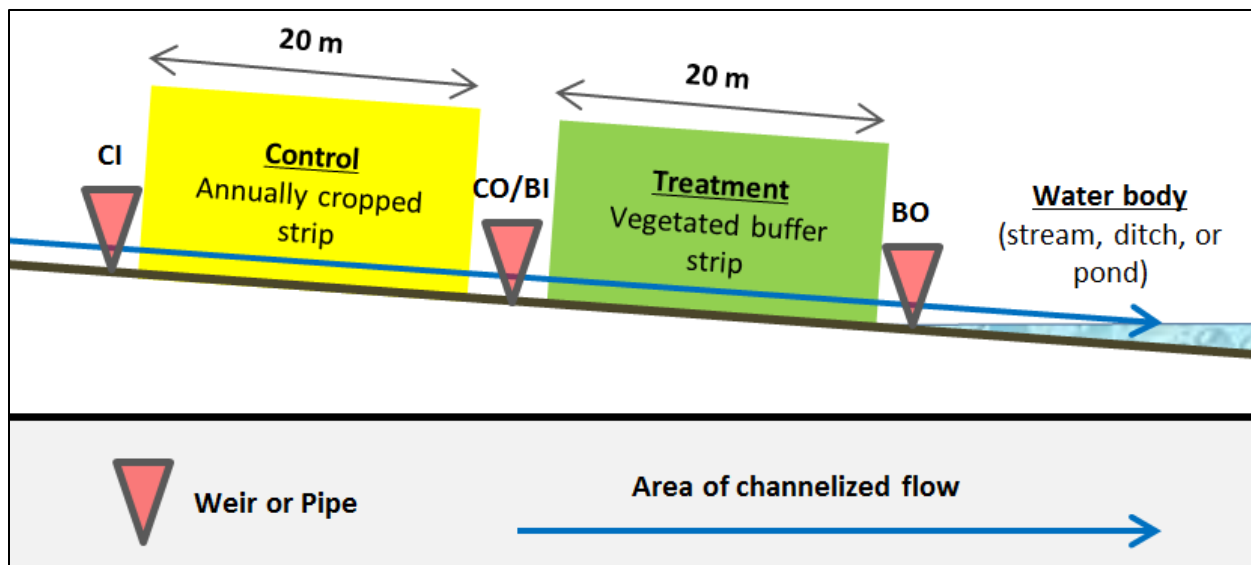 20 m
20 m
CI
Control
Annually cropped
strip
CO/BI
Treatment
Vegetated buffer
strip
BO
Water body
(stream, ditch, or
pond)
Weir or Pipe
Area of channelized flow